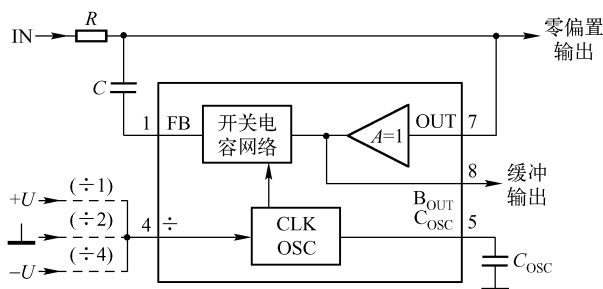 IN
R
零偏置
输出
C
1
FB
开关电
容网络
A=1
OUT
7
8
缓冲
输出
B_OUT
C_OSC
5
+U
(÷1)
(÷2)
(÷4)
−U
4
÷
CLK
OSC
C_OSC